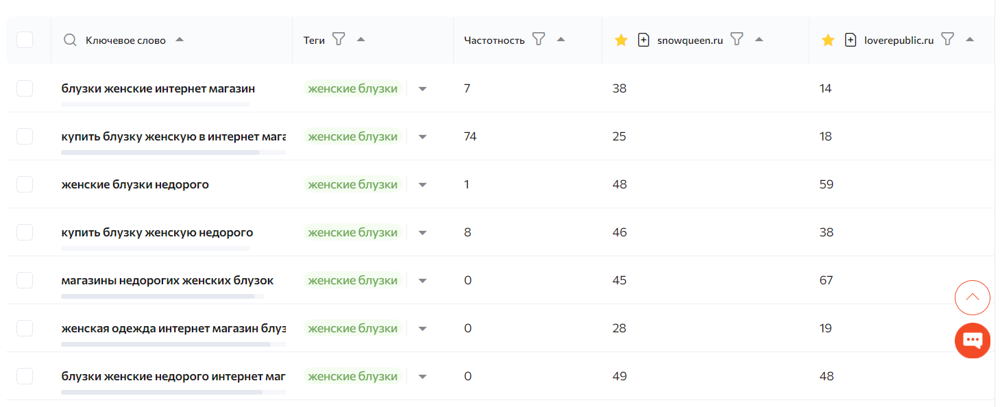 Ключевое слово Теги Частотность snowqueen.ru loverepublic.ru
блузки женские интернет магазин женские блузки 7 38 14
купить блузку женскую в интернет мага женские блузки 74 25 18
женские блузки недорого женские блузки 1 48 59
купить блузку женскую недорого женские блузки 8 46 38
магазины недорогих женских блузок женские блузки 0 45 67
женская одежда интернет магазин блуз женские блузки 0 28 19
блузки женские недорого интернет маг женские блузки 0 49 48